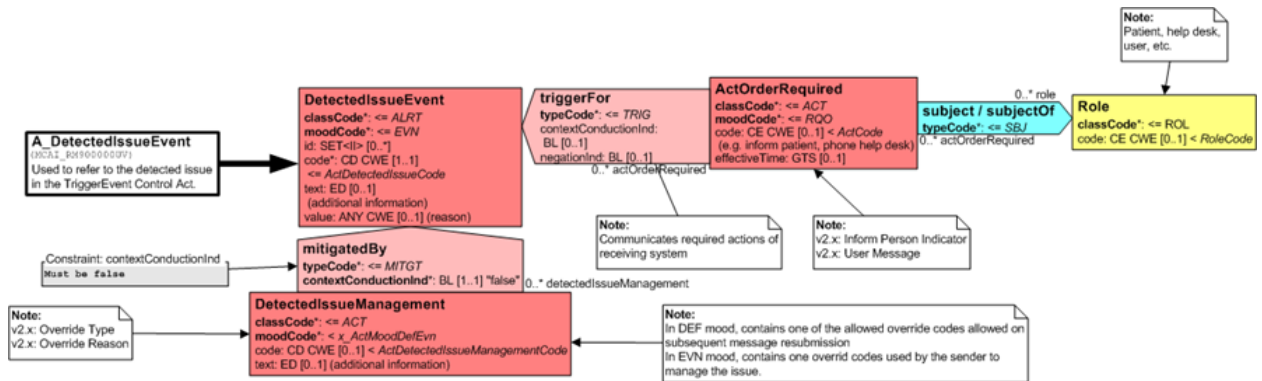 Note:
Patient, help desk,
user, etc.
A_DetectedIssueEvent
(MCAI_RM900000UV)
Used to refer to the detected issue
in the TriggerEvent Control Act.
DetectedIssueEvent
classCode*: <= ALRT
moodCode*: <= EVN
id: SET<II> [0..*]
code*: CD CWE [1..1]
<= ActDetectedIssueCode
text: ED [0..1]
(additional information)
value: ANY CWE [0..1] (reason)
triggerFor
typeCode*: <= TRIG
contextConductionInd:
BL [0..1]
negationInd: BL [0..1]
0..* actOrderRequired
ActOrderRequired
classCode*: <= ACT
moodCode*: <= RQO
code: CE CWE [0..1] < ActCode
(e.g. inform patient, phone help desk)
effectiveTime: GTS [0..1]
0..* role
subject / subjectOf
typeCode*: <= SBJ
0..* actOrderRequired
Role
classCode*: <= ROL
code: CE CWE [0..1] < RoleCode
Note:
Communicates required actions of
receiving system
Note:
v2.x: Inform Person Indicator
v2.x: User Message
Constraint: contextConductionInd
Must be false
mitigatedBy
typeCode*: <= MITGT
contextConductionInd*: BL [1..1] "false"
0..* detectedIssueManagement
Note:
v2.x: Override Type
v2.x: Override Reason
DetectedIssueManagement
classCode*: <= ACT
moodCode*: < x_ActMoodDefEvn
code: CD CWE [0..1] < ActDetectedIssueManagementCode
text: ED [0..1] (additional information)
Note:
In DEF mood, contains one of the allowed override codes allowed on
subsequent message resubmission
In EVN mood, contains one overrid codes used by the sender to
manage the issue.